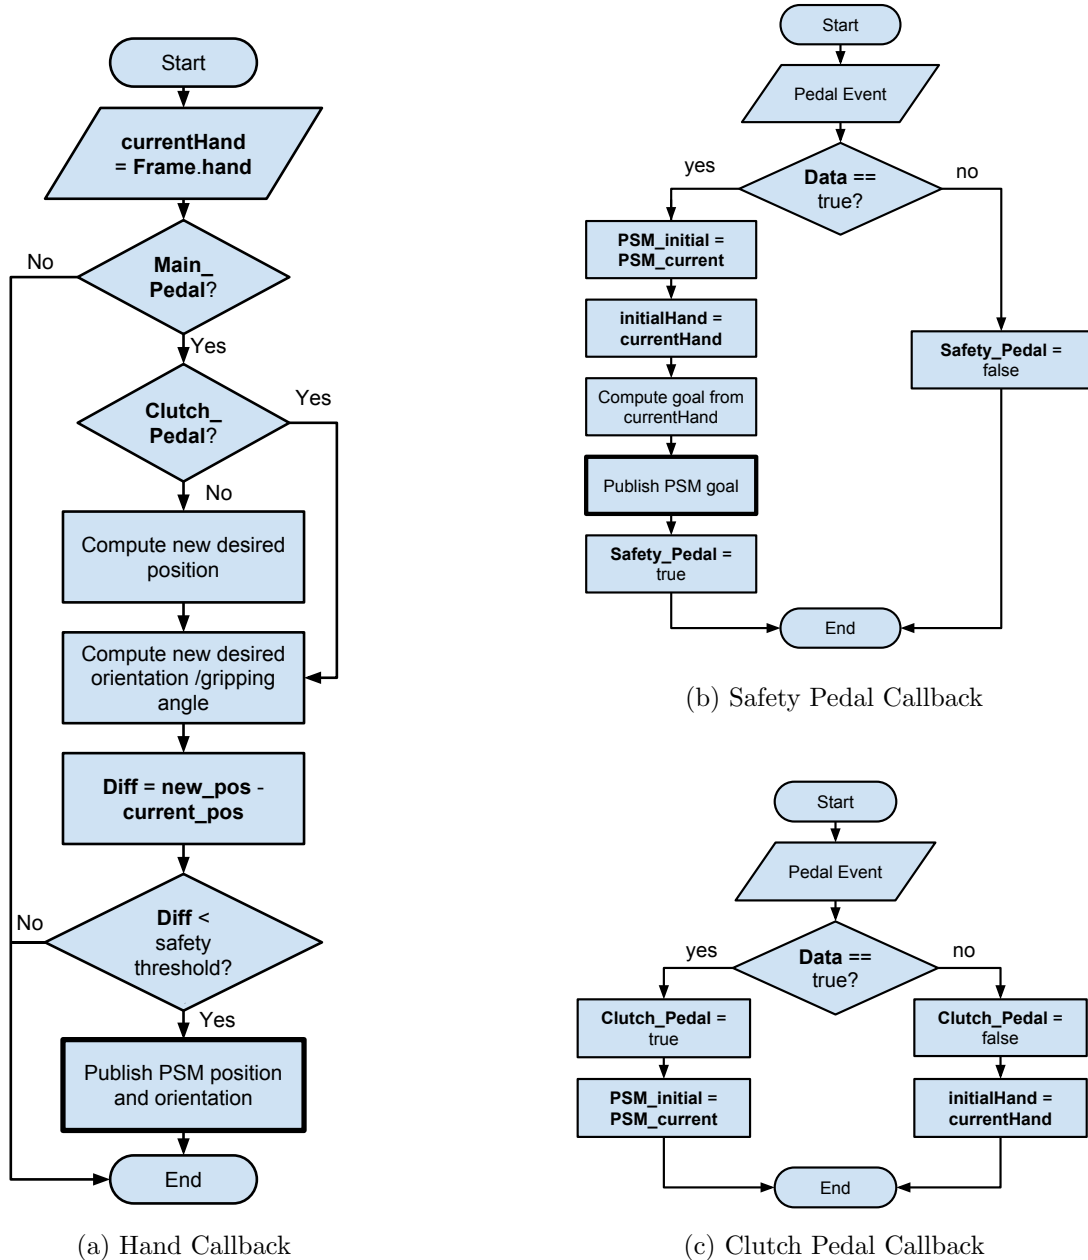 Start
currentHand
= Frame.hand
Main_
Pedal?
No
Yes
Clutch_
Pedal?
Yes
No
Compute new desired
position
Compute new desired
orientation /gripping
angle
Diff = new_pos -
current_pos
Diff <
safety
threshold?
No
Yes
Publish PSM position
and orientation
End
(a) Hand Callback
Start
Pedal Event
Data ==
true?
yes
no
PSM_initial =
PSM_current
initialHand =
currentHand
Compute goal from
currentHand
Publish PSM goal
Safety_Pedal =
true
Safety_Pedal =
false
End
(b) Safety Pedal Callback
Start
Pedal Event
Data ==
true?
yes
no
Clutch_Pedal =
true
PSM_initial =
PSM_current
Clutch_Pedal =
false
initialHand =
currentHand
End
(c) Clutch Pedal Callback